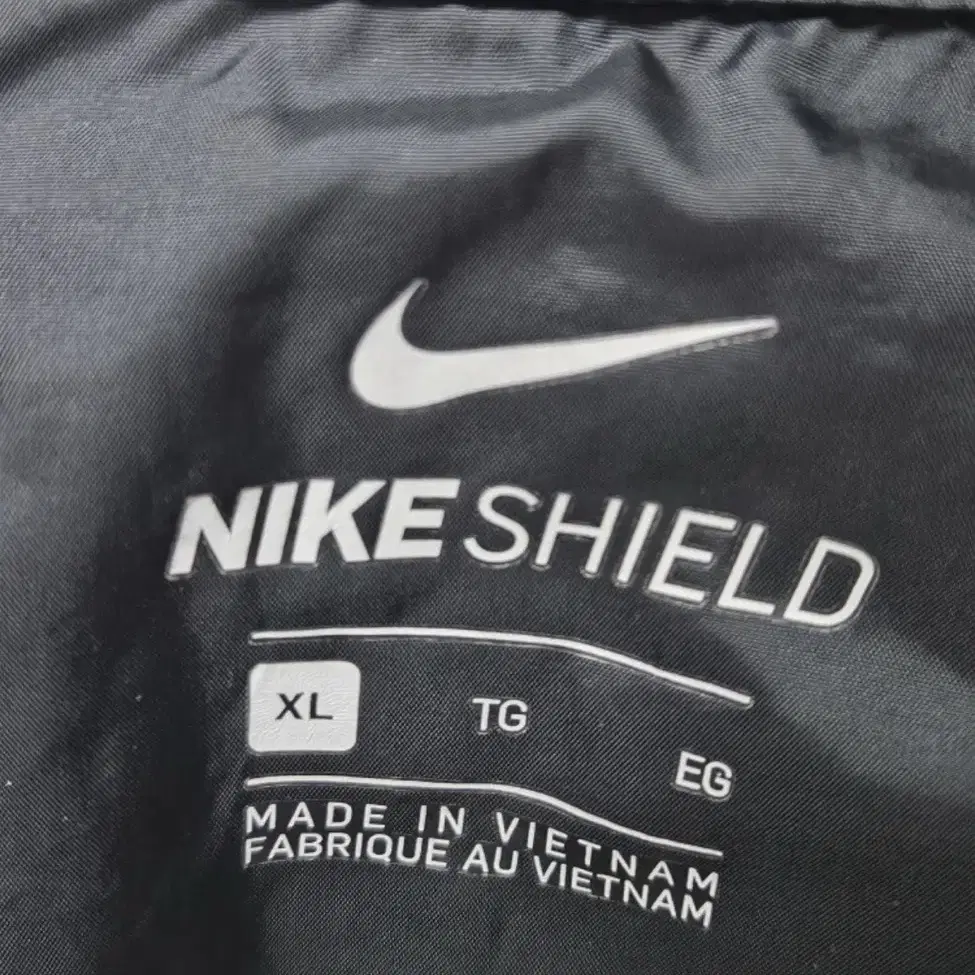 NIKE SHIELD
XL TG EG
MADE IN VIETNAM
FABRIQUE AU VIETNAM